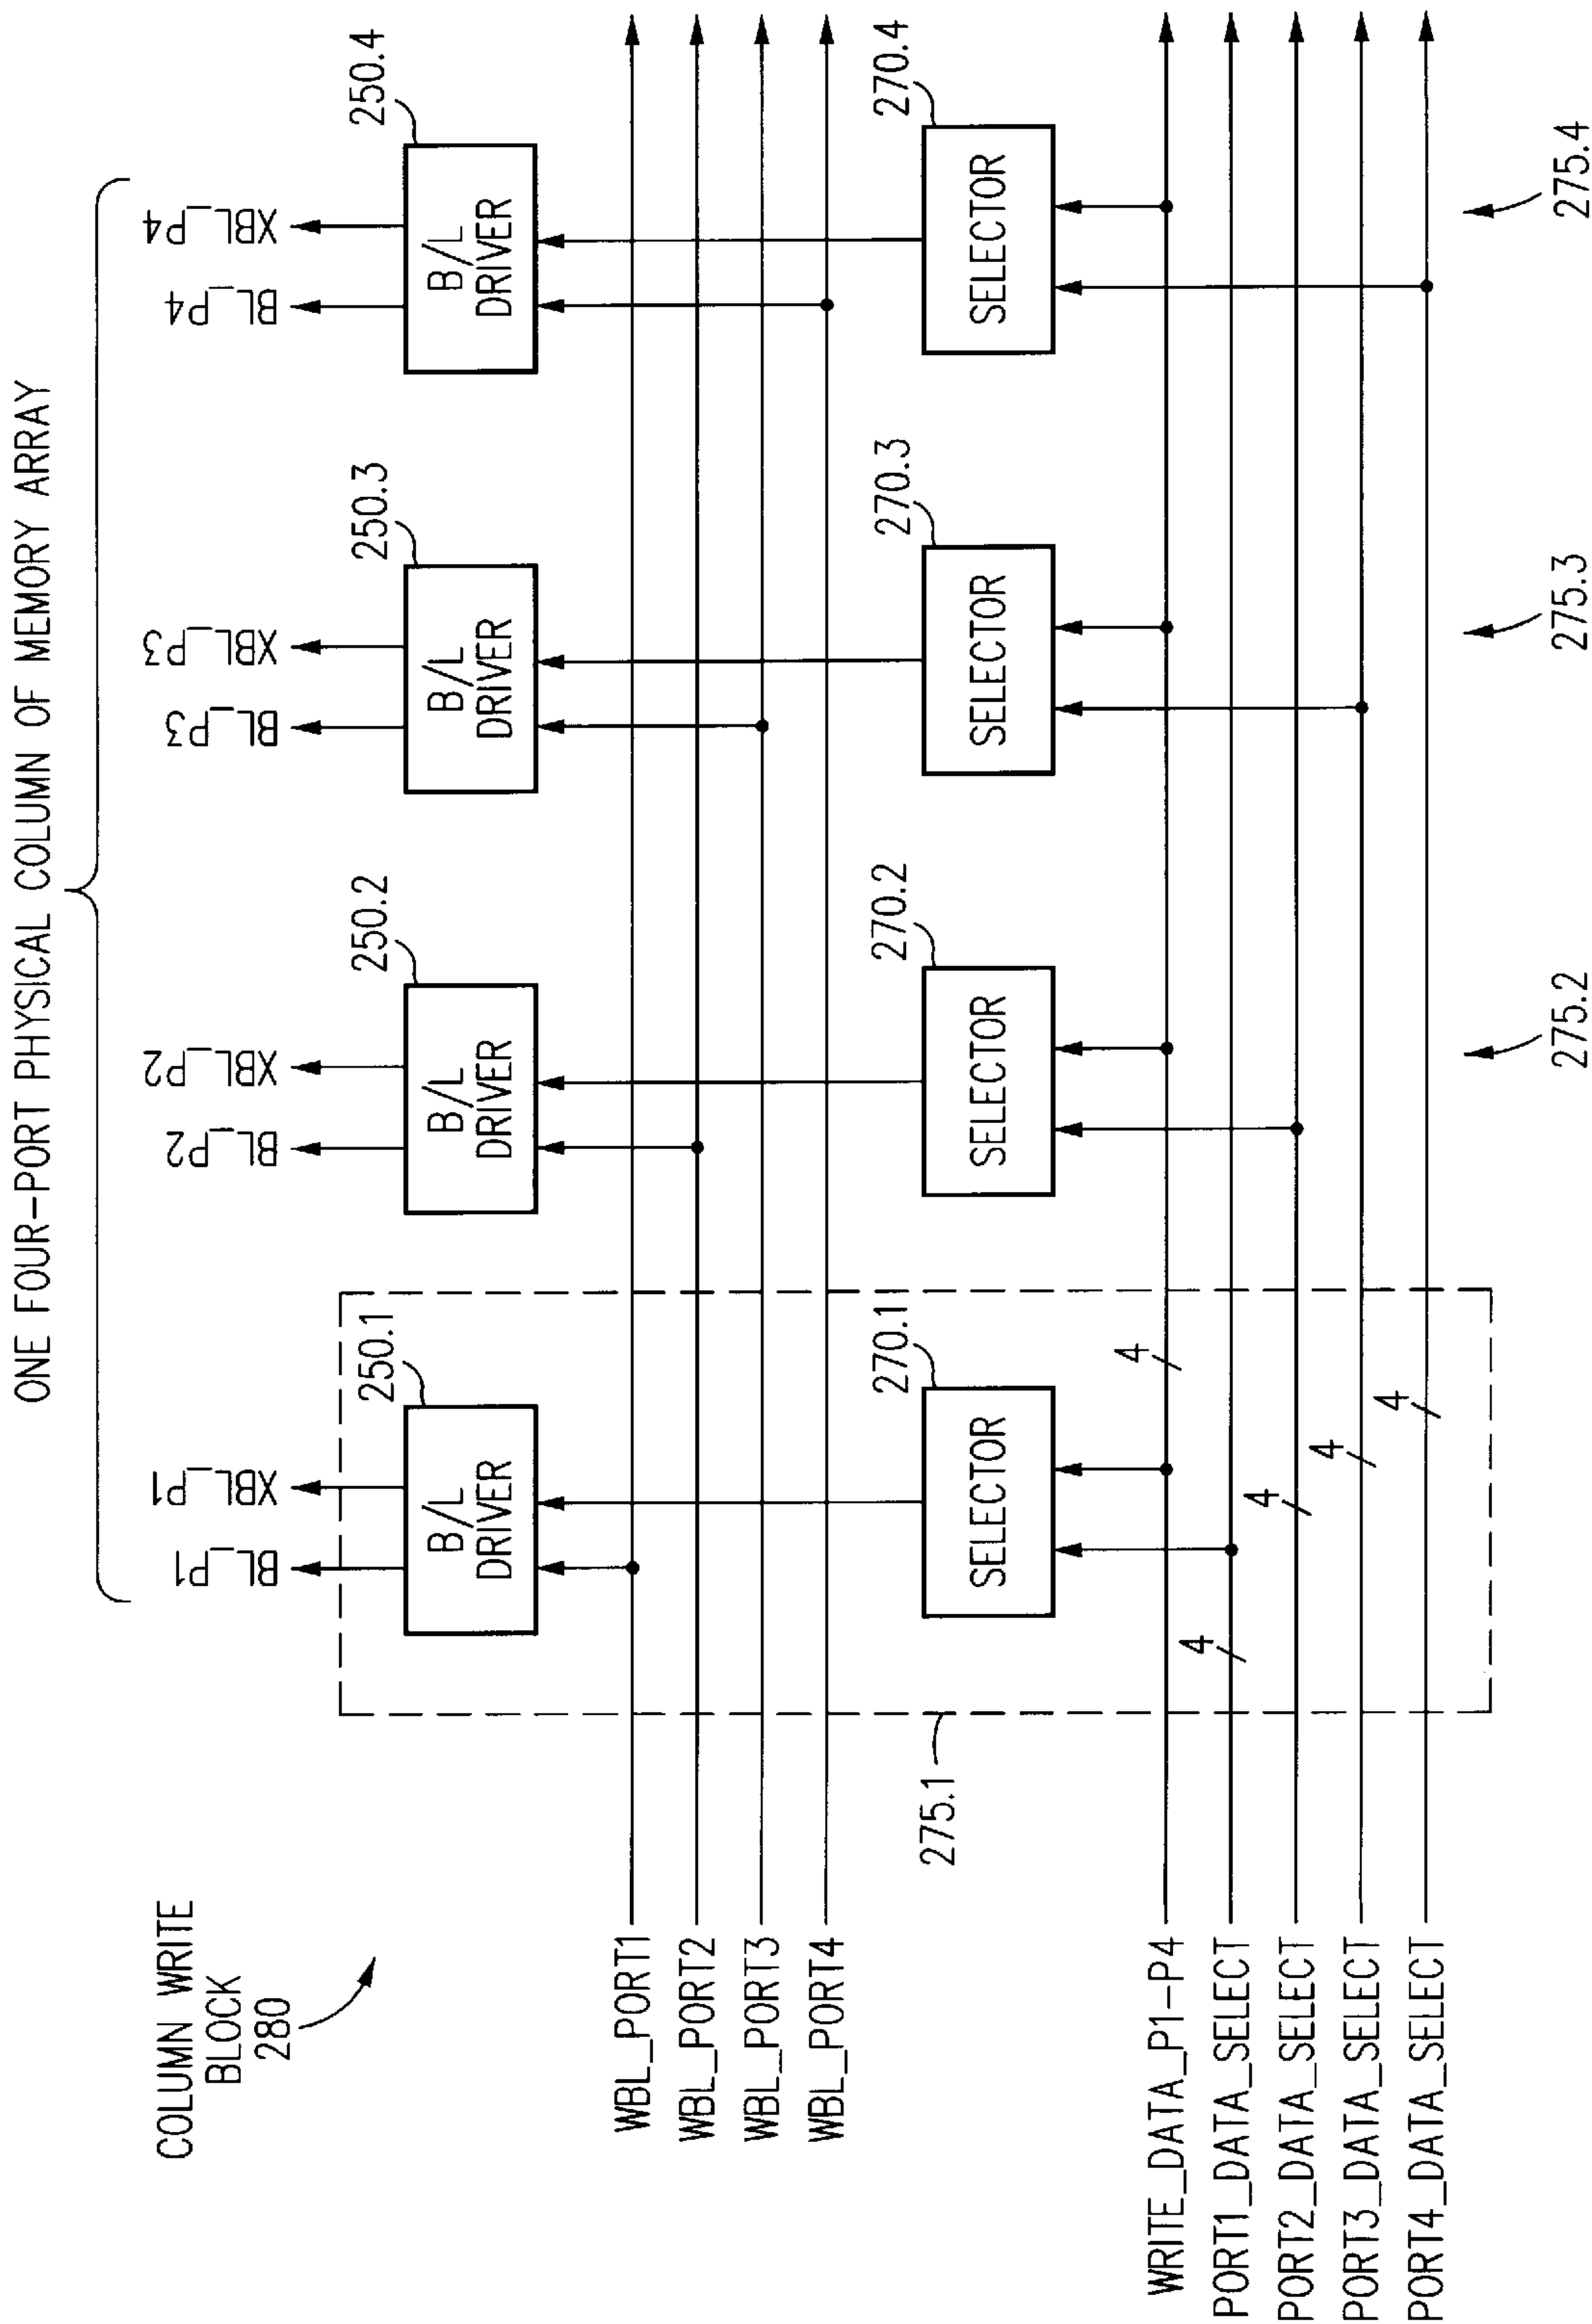 ONE FOUR-PORT PHYSICAL COLUMN OF MEMORY ARRAY
COLUMN WRITE
BLOCK
280
BL_P1
XBL_P1
BL_P2
XBL_P2
BL_P3
XBL_P3
BL_P4
XBL_P4
250.1
250.2
250.3
250.4
B/L
DRIVER
B/L
DRIVER
B/L
DRIVER
B/L
DRIVER
WBL_PORT1
WBL_PORT2
WBL_PORT3
WBL_PORT4
270.1
270.2
270.3
270.4
SELECTOR
SELECTOR
SELECTOR
SELECTOR
275.1
WRITE_DATA_P1-P4
4
PORT1_DATA_SELECT
4
PORT2_DATA_SELECT
4
PORT3_DATA_SELECT
4
PORT4_DATA_SELECT
4
275.2
275.3
275.4